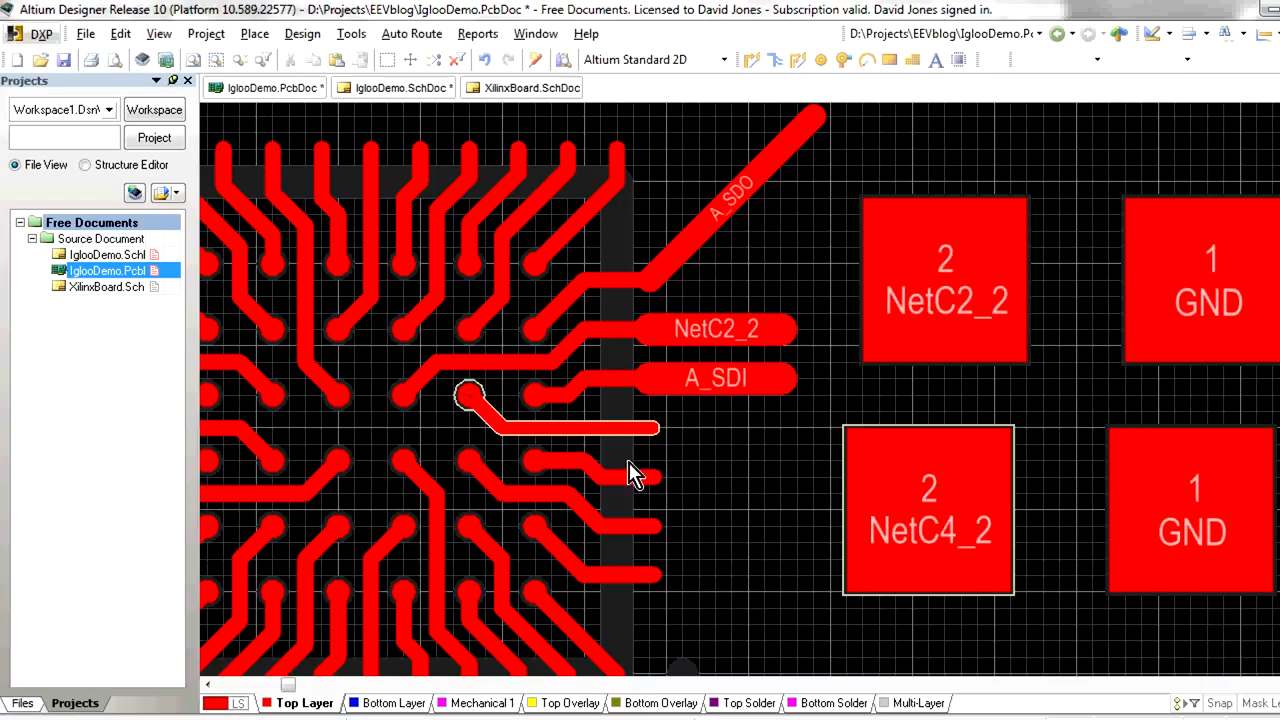 Altium Designer Release 10 (Platform 10.589.22577) - D:\Projects\EEVblog\IglooDemo.PcbDoc * - Free Documents. Licensed to David Jones - Subscription valid. David Jones signed in.
DXP File Edit View Project Place Design Tools Auto Route Reports Window Help D:\Projects\EEVblog\IglooDemo.Pc
Altium Standard 2D
Projects
IglooDemo.PcbDoc * IglooDemo.SchDoc * XilinxBoard.SchDoc
Workspace1.Dsn Workspace
Project
File View Structure Editor
Free Documents
Source Document
IglooDemo.Schl
IglooDemo.Pcbl
XilinxBoard.Sch
A_SDO
NetC2_2
A_SDI
2
NetC2_2
1
GND
2
NetC4_2
1
GND
Files Projects LS Top Layer Bottom Layer Mechanical 1 Top Overlay Bottom Overlay Top Solder Bottom Solder Multi-Layer Snap Mask L